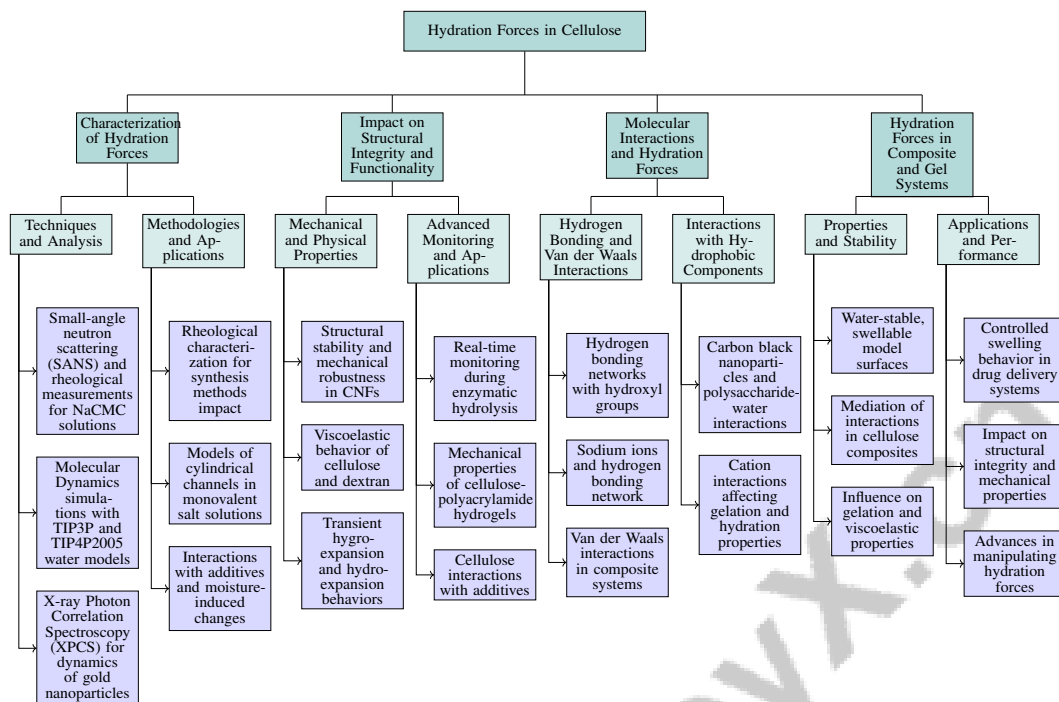 Hydration Forces in Cellulose
Characterization
of Hydration
Forces
Impact on
Structural
Integrity and
Functionality
Molecular
Interactions
and Hydration
Forces
Hydration
Forces in
Composite
and Gel
Systems
Techniques
and Analysis
Methodologies
and Ap-
plications
Mechanical
and Physical
Properties
Advanced
Monitoring
and Ap-
plications
Hydrogen
Bonding and
Van der Waals
Interactions
Interactions
with Hy-
drophobic
Components
Properties
and Stability
Applications
and Per-
formance
Small-angle
neutron
scattering
(SANS) and
rheological
measurements
for NaCMC
solutions
Molecular
Dynamics
simula-
tions with
TIP3P and
TIP4P2005
water models
X-ray Photon
Correlation
Spectroscopy
(XPCS) for
dynamics
of gold
nanoparticles
Rheological
characteri-
zation for
synthesis
methods
impact
Models of
cylindrical
channels in
monovalent
salt solutions
Interactions
with additives
and moisture-
induced
changes
Structural
stability and
mechanical
robustness
in CNFs
Viscoelastic
behavior of
cellulose
and dextran
Transient
hygro-
expansion
and hydro-
expansion
behaviors
Real-time
monitoring
during
enzymatic
hydrolysis
Mechanical
properties
of cellulose-
polyacrylamide
hydrogels
Cellulose
interactions
with additives
Hydrogen
bonding
networks
with hydroxyl
groups
Sodium ions
and hydrogen
bonding
network
Van der Waals
interactions
in composite
systems
Carbon black
nanoparti-
cles and
polysaccharide-
water
interactions
Cation
interactions
affecting
gelation and
hydration
properties
Water-stable,
swellable
model
surfaces
Mediation of
interactions
in cellulose
composites
Influence on
gelation and
viscoelastic
properties
Controlled
swelling
behavior in
drug delivery
systems
Impact on
structural
integrity and
mechanical
properties
Advances in
manipulating
hydration
forces